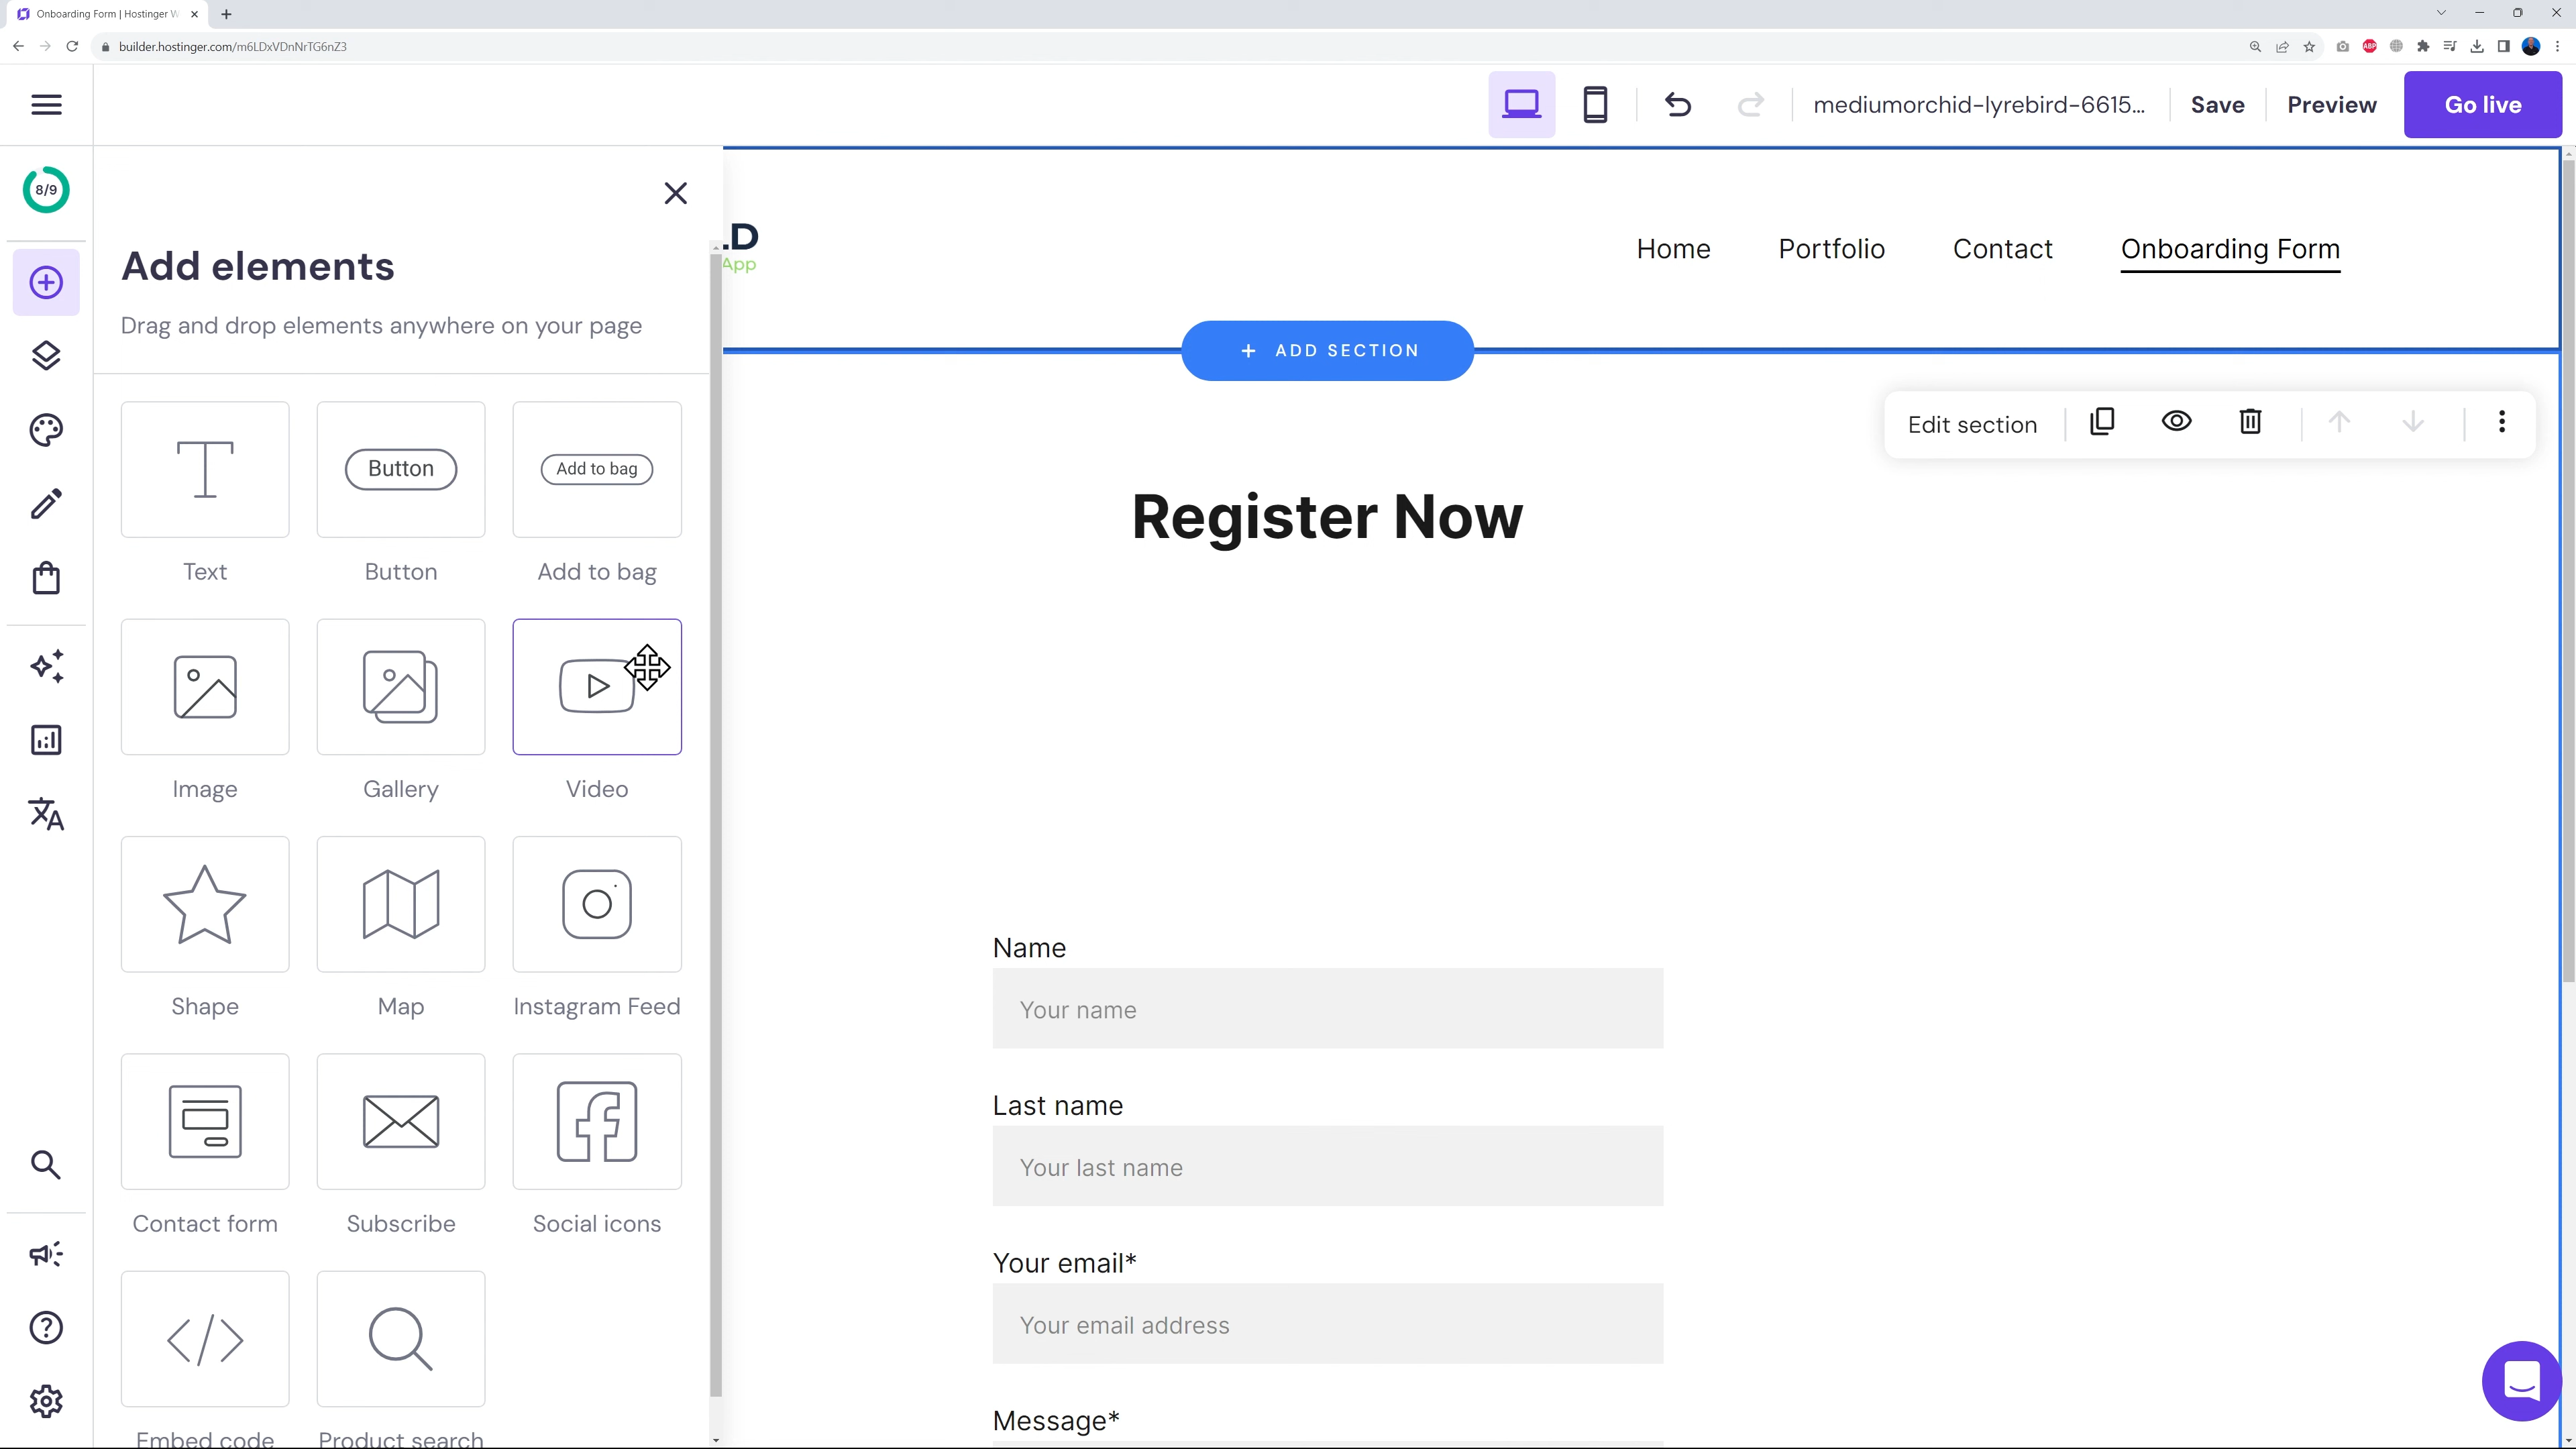 Onboarding Form | Hostinger W
builder.hostinger.com/m6LDxVDnNrTG6nZ3
ABP
mediumorchid-lyrebird-6615...
Save
Preview
Go live
8/9
Add elements
Drag and drop elements anywhere on your page
Text
Button
Button
Add to bag
Add to bag
Image
Gallery
Video
Shape
Map
Instagram Feed
Contact form
Subscribe
Social icons
Embed code
Product search
LD
App
Home
Portfolio
Contact
Onboarding Form
+ ADD SECTION
Edit section
Register Now
Name
Your name
Last name
Your last name
Your email*
Your email address
Message*